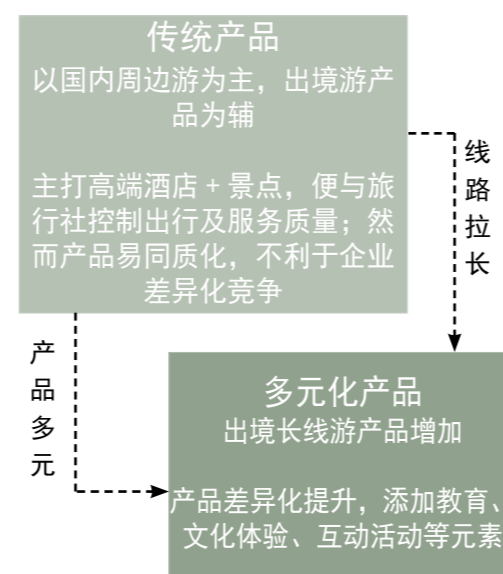 传统产品
以国内周边游为主，出境游产
品为辅
主打高端酒店 + 景点，便与旅
行社控制出行及服务质量；然
而产品易同质化，不利于企业
差异化竞争
线
路
拉
长
产
品
多
元
多元化产品
出境长线游产品增加
产品差异化提升，添加教育、
文化体验、互动活动等元素